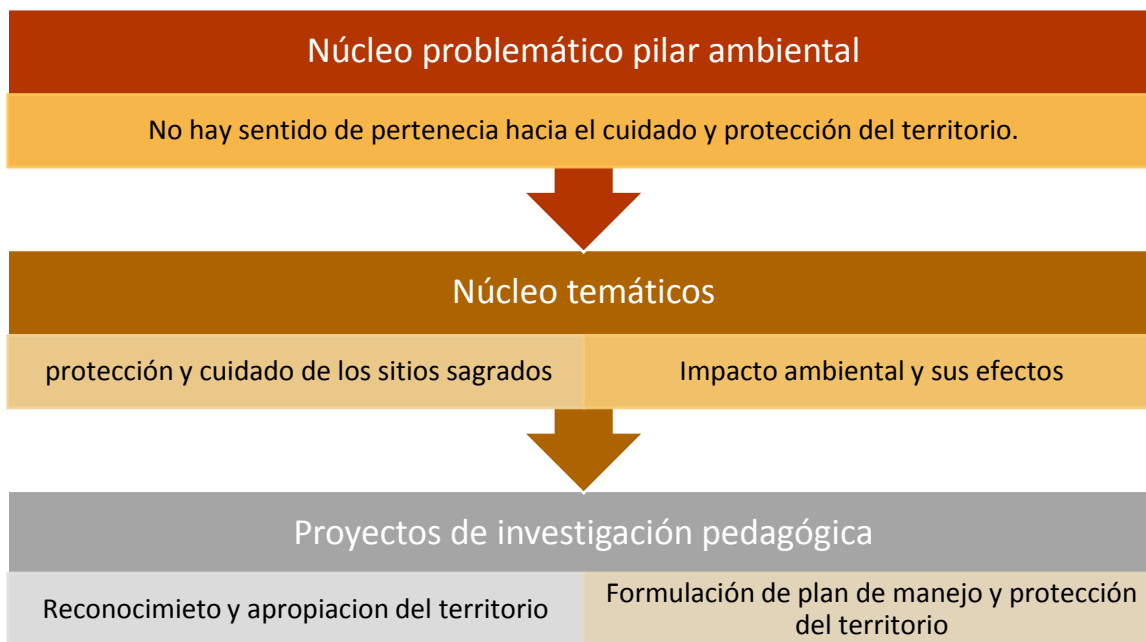 Núcleo problemático pilar ambiental
No hay sentido de pertenecia hacia el cuidado y protección del territorio.
Núcleo temáticos
protección y cuidado de los sitios sagrados
Impacto ambiental y sus efectos
Proyectos de investigación pedagógica
Reconocimieto y apropiacion del territorio
Formulación de plan de manejo y protección
del territorio